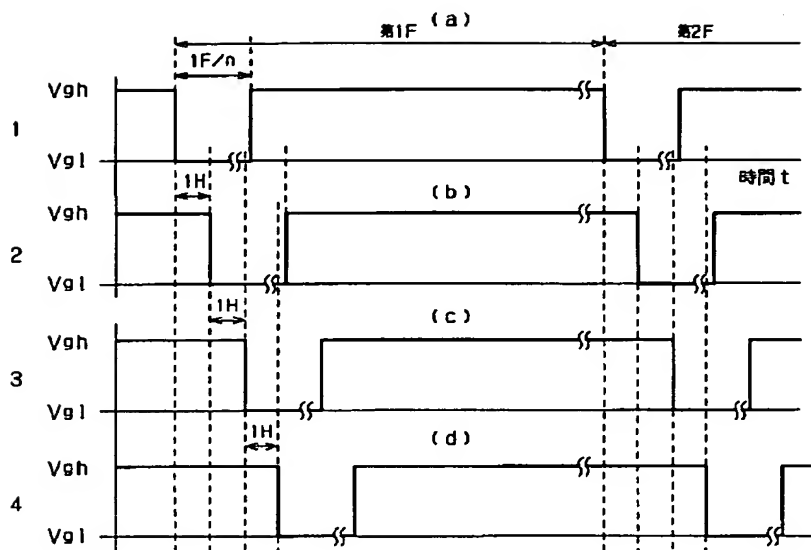 (a)
第1F 第2F
1F/n
Vgh
1
Vgl
1H
時間t
(b)
Vgh
2
Vgl
1H
(c)
Vgh
3
Vgl
1H
(d)
Vgh
4
Vgl